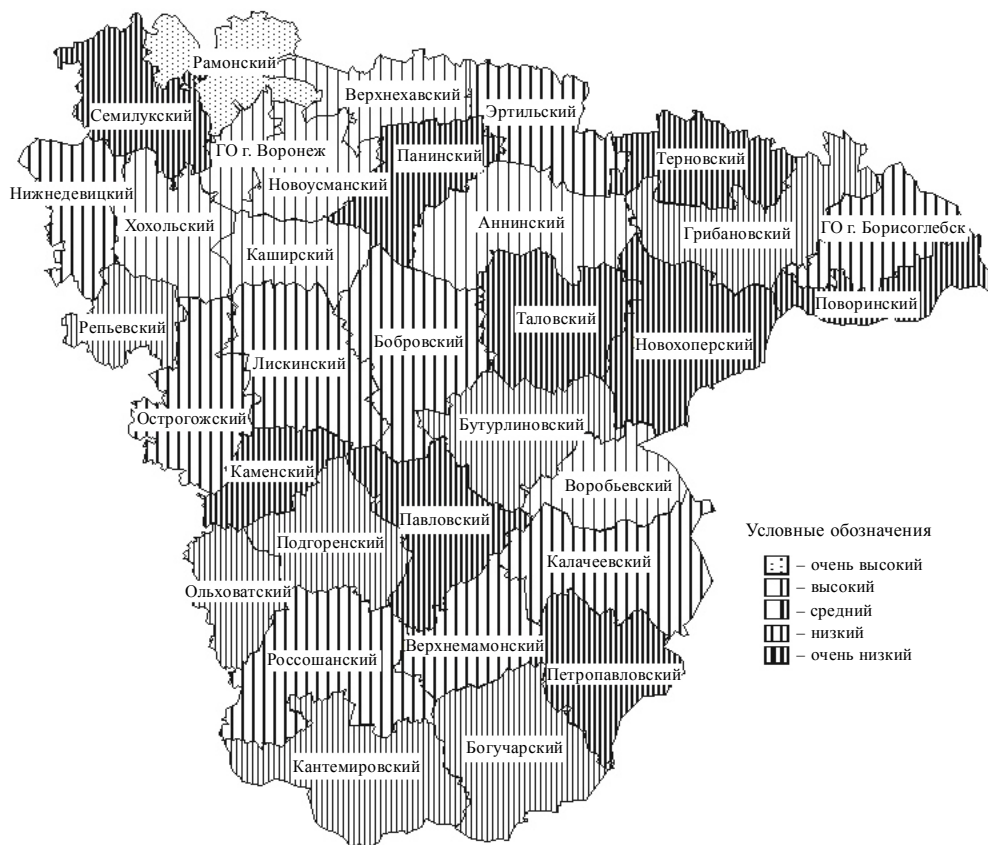 Рамонский
Верхнехавский
Эртильский
Семилукский
ГО г. Воронеж
Панинский
Терновский
Нижнедевицкий
Новоусманский
Хохольский
Аннинский
Грибановский
ГО г. Борисоглебск
Каширский
Поворинский
Репьевский
Таловский
Новохоперский
Лискинский
Бобровский
Острогожский
Бутурлиновский
Каменский
Воробьевский
Павловский
Подгоренский
Калачеевский
Ольховатский
Россошанский
Верхнемамонский
Петропавловский
Богучарский
Кантемировский
Условные обозначения
– очень высокий
– высокий
– средний
– низкий
– очень низкий